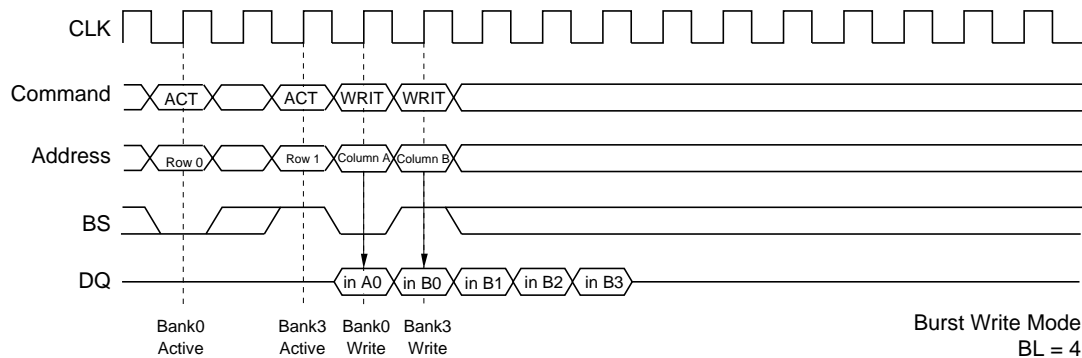 CLK
Command ACT ACT WRIT WRIT
Address Row 0 Row 1 Column A Column B
BS
DQ in A0 in B0 in B1 in B2 in B3
Bank0 Bank3 Bank0 Bank3
Active Active Write Write
Burst Write Mode
BL = 4